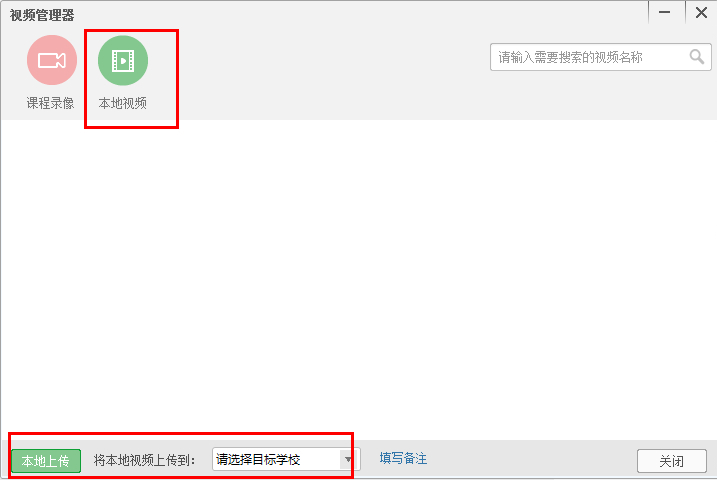 视频管理器
课程录像
本地视频
请输入需要搜索的视频名称
本地上传
将本地视频上传到：
请选择目标学校
填写备注
关闭